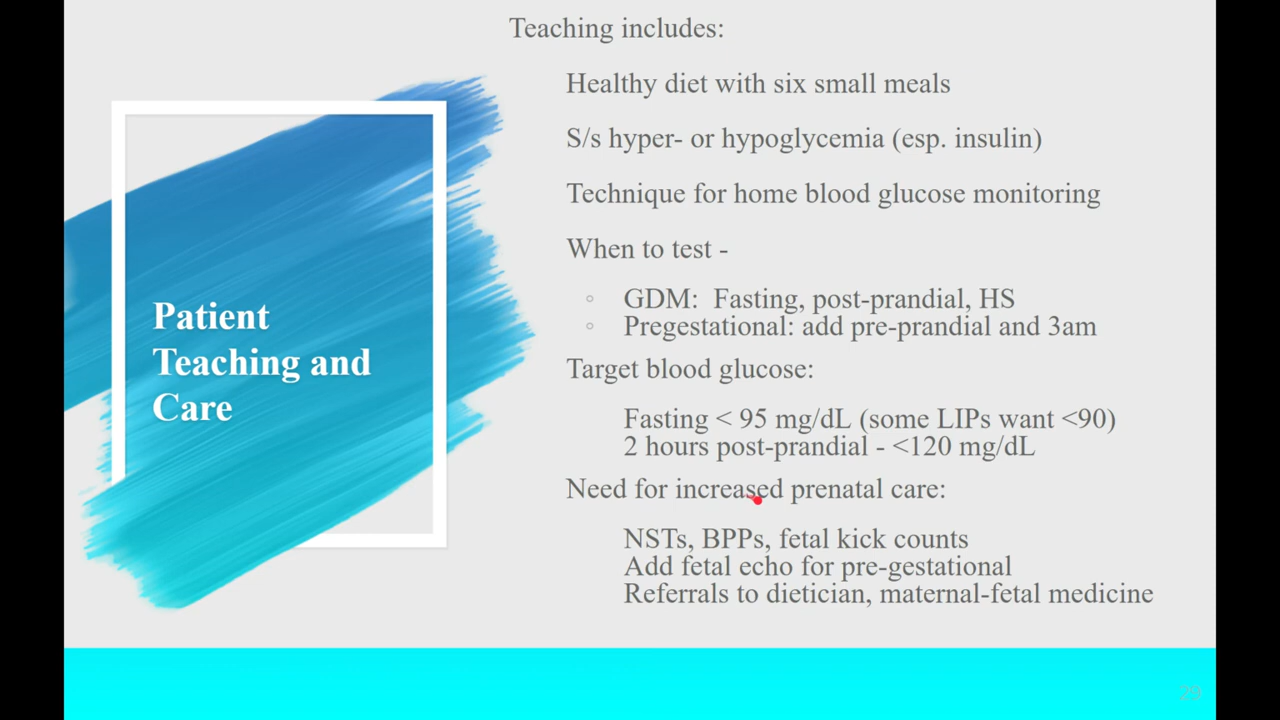 Teaching includes:
Healthy diet with six small meals
S/s hyper- or hypoglycemia (esp. insulin)
Technique for home blood glucose monitoring
When to test -
◦ GDM: Fasting, post-prandial, HS
◦ Pregestational: add pre-prandial and 3am
Target blood glucose:
Fasting < 95 mg/dL (some LIPs want <90)
2 hours post-prandial - <120 mg/dL
Need for increased prenatal care:
NSTs, BPPs, fetal kick counts
Add fetal echo for pre-gestational
Referrals to dietician, maternal-fetal medicine
Patient
Teaching and
Care
29